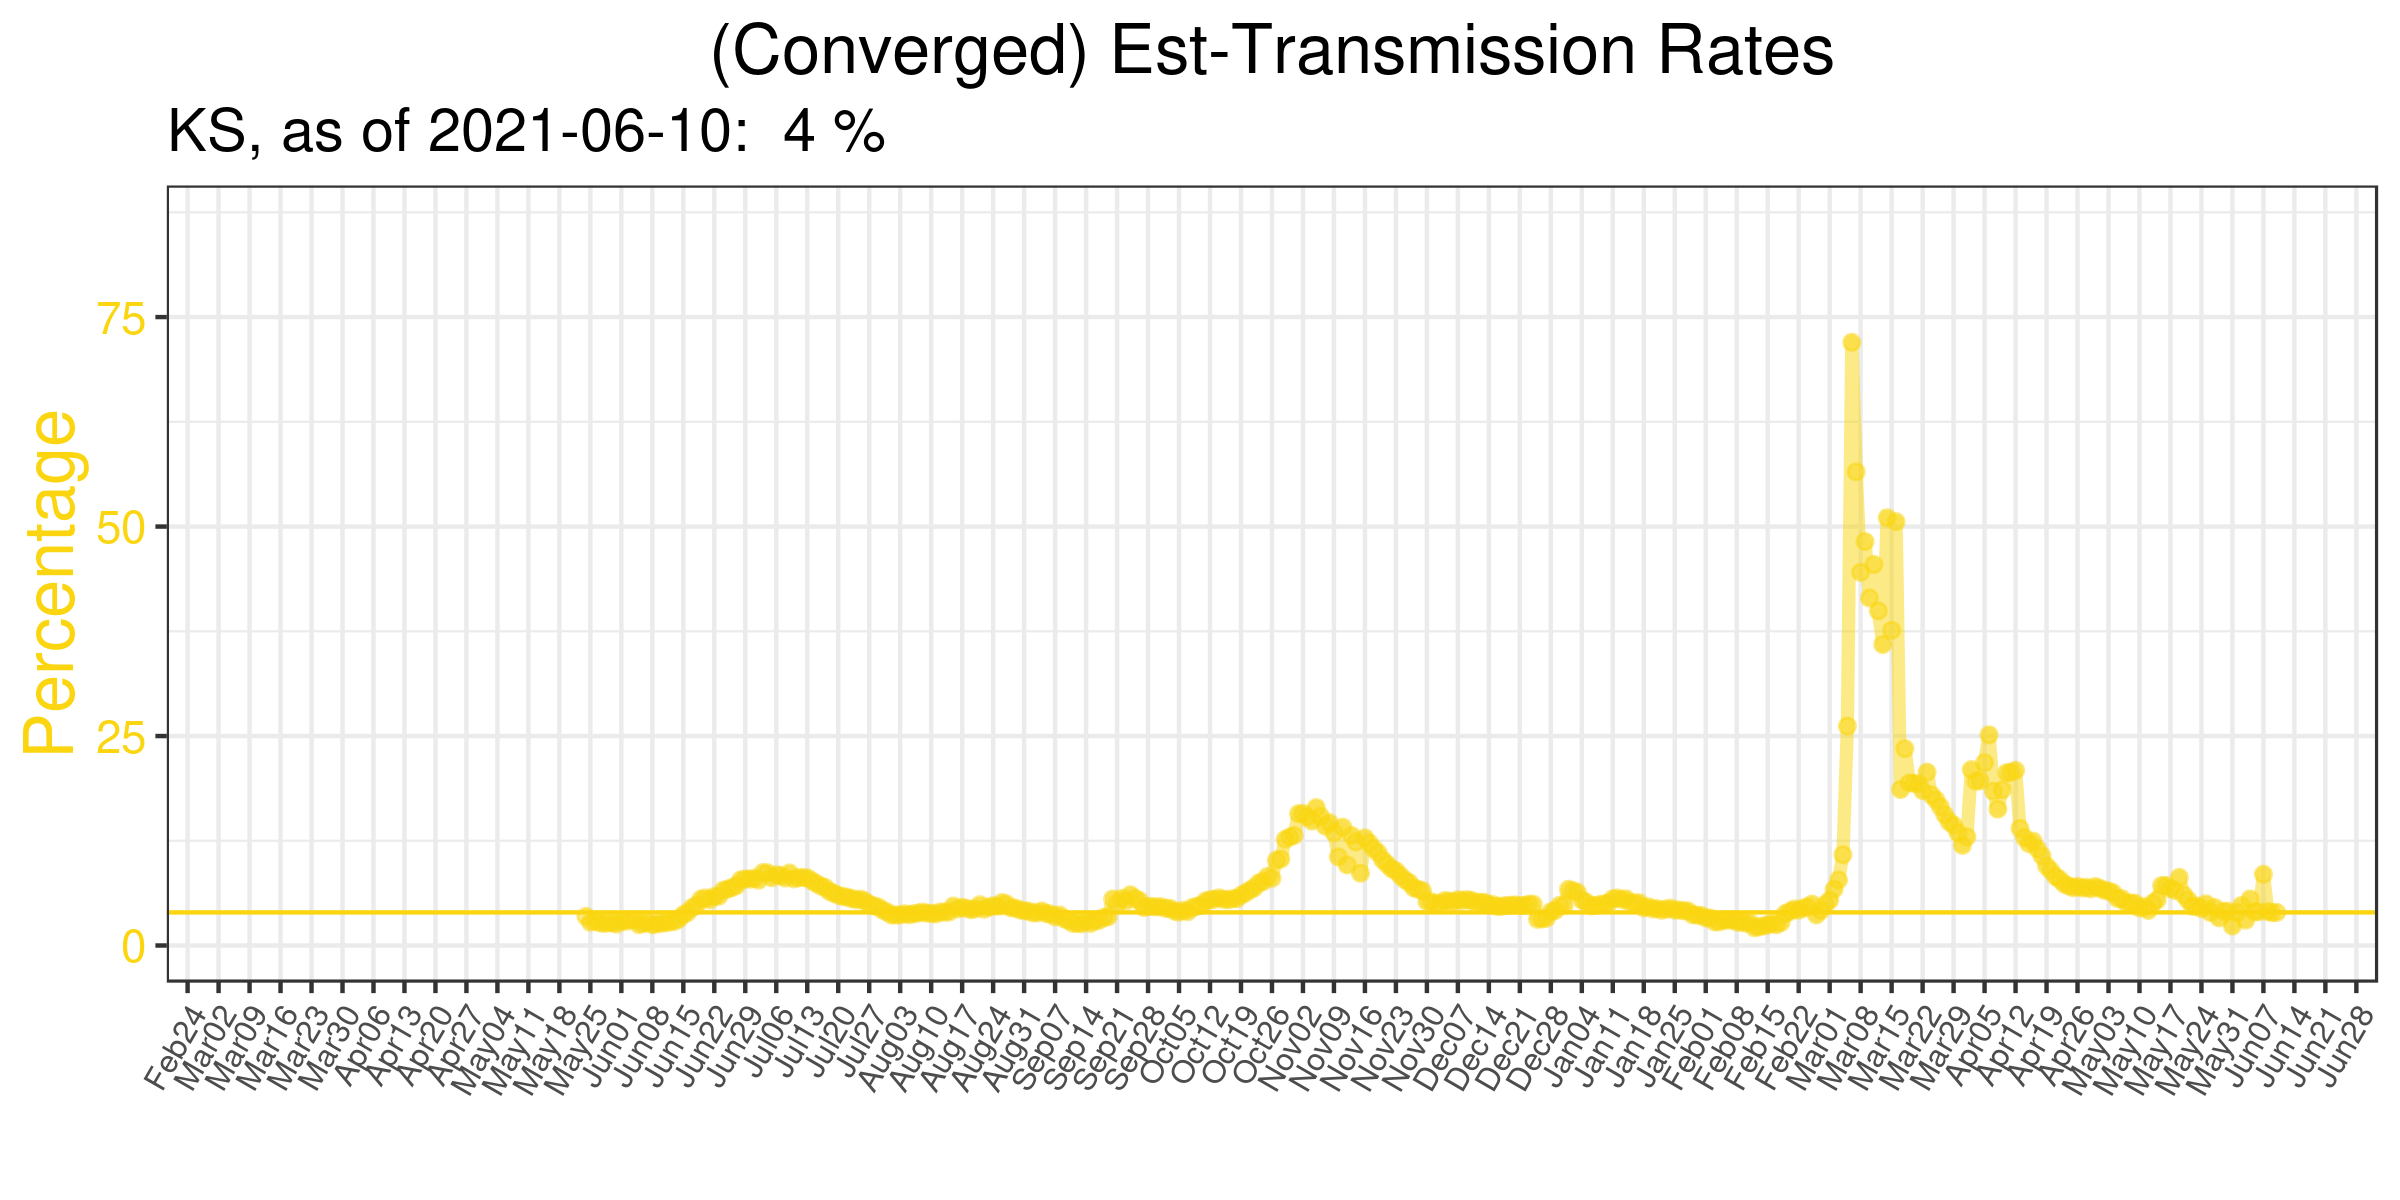 (Converged) Est-Transmission Rates
KS, as of 2021-06-10:  4 %
Percentage
75
50
25
0
Feb24
Mar02
Mar09
Mar16
Mar23
Mar30
Apr06
Apr13
Apr20
Apr27
May04
May11
May18
May25
Jun01
Jun08
Jun15
Jun22
Jun29
Jul06
Jul13
Jul20
Jul27
Aug03
Aug10
Aug17
Aug24
Aug31
Sep07
Sep14
Sep21
Sep28
Oct05
Oct12
Oct19
Oct26
Nov02
Nov09
Nov16
Nov23
Nov30
Dec07
Dec14
Dec21
Dec28
Jan04
Jan11
Jan18
Jan25
Feb01
Feb08
Feb15
Feb22
Mar01
Mar08
Mar15
Mar22
Mar29
Apr05
Apr12
Apr19
Apr26
May03
May10
May17
May24
May31
Jun07
Jun14
Jun21
Jun28